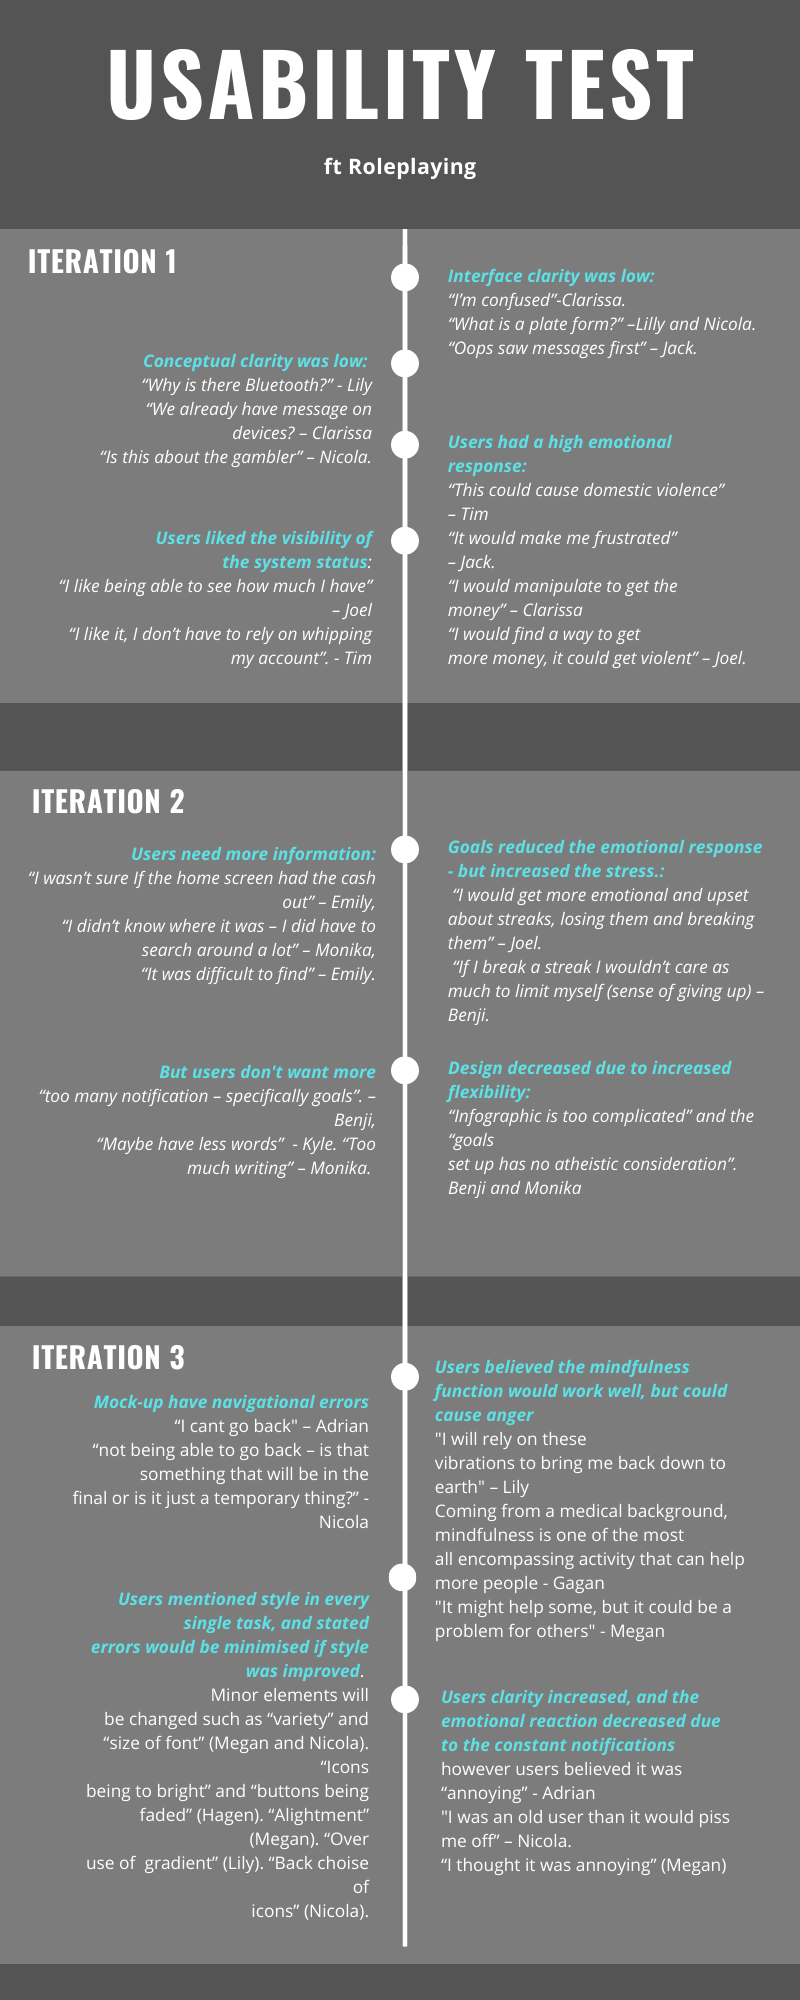 USABILITY TEST
ft Roleplaying
ITERATION 1
Interface clarity was low:
“I’m confused”-Clarissa.
“What is a plate form?” –Lilly and Nicola.
“Oops saw messages first” – Jack.
Conceptual clarity was low:
“Why is there Bluetooth?” - Lily
“We already have message on
devices? – Clarissa
“Is this about the gambler” – Nicola.
Users had a high emotional
response:
“This could cause domestic violence”
– Tim
“It would make me frustrated”
– Jack.
“I would manipulate to get the
money” – Clarissa
“I would find a way to get
more money, it could get violent” – Joel.
Users liked the visibility of
the system status:
“I like being able to see how much I have”
– Joel
“I like it, I don’t have to rely on whipping
my account”. - Tim
ITERATION 2
Users need more information:
“I wasn’t sure If the home screen had the cash
out” – Emily,
“I didn’t know where it was – I did have to
search around a lot” – Monika,
“It was difficult to find” – Emily.
Goals reduced the emotional response
- but increased the stress.:
“I would get more emotional and upset
about streaks, losing them and breaking
them” – Joel.
“If I break a streak I wouldn’t care as
much to limit myself (sense of giving up) –
Benji.
But users don't want more
“too many notification – specifically goals”. –
Benji,
“Maybe have less words”  - Kyle. “Too
much writing” – Monika.
Design decreased due to increased
flexibility:
“Infographic is too complicated” and the
“goals
set up has no atheistic consideration”.
Benji and Monika
ITERATION 3
Mock-up have navigational errors
“I cant go back" – Adrian
“not being able to go back – is that
something that will be in the
final or is it just a temporary thing?” -
Nicola
Users believed the mindfulness
function would work well, but could
cause anger
"I will rely on these
vibrations to bring me back down to
earth" – Lily
Coming from a medical background,
mindfulness is one of the most
all encompassing activity that can help
more people - Gagan
"It might help some, but it could be a
problem for others" - Megan
Users mentioned style in every
single task, and stated
errors would be minimised if style
was improved.
Minor elements will
be changed such as “variety” and
“size of font” (Megan and Nicola).
“Icons
being to bright” and “buttons being
faded” (Hagen). “Alightment”
(Megan). “Over
use of  gradient” (Lily). “Back choise
of
icons” (Nicola).
Users clarity increased, and the
emotional reaction decreased due
to the constant notifications
however users believed it was
“annoying” - Adrian
"I was an old user than it would piss
me off” – Nicola.
“I thought it was annoying” (Megan)